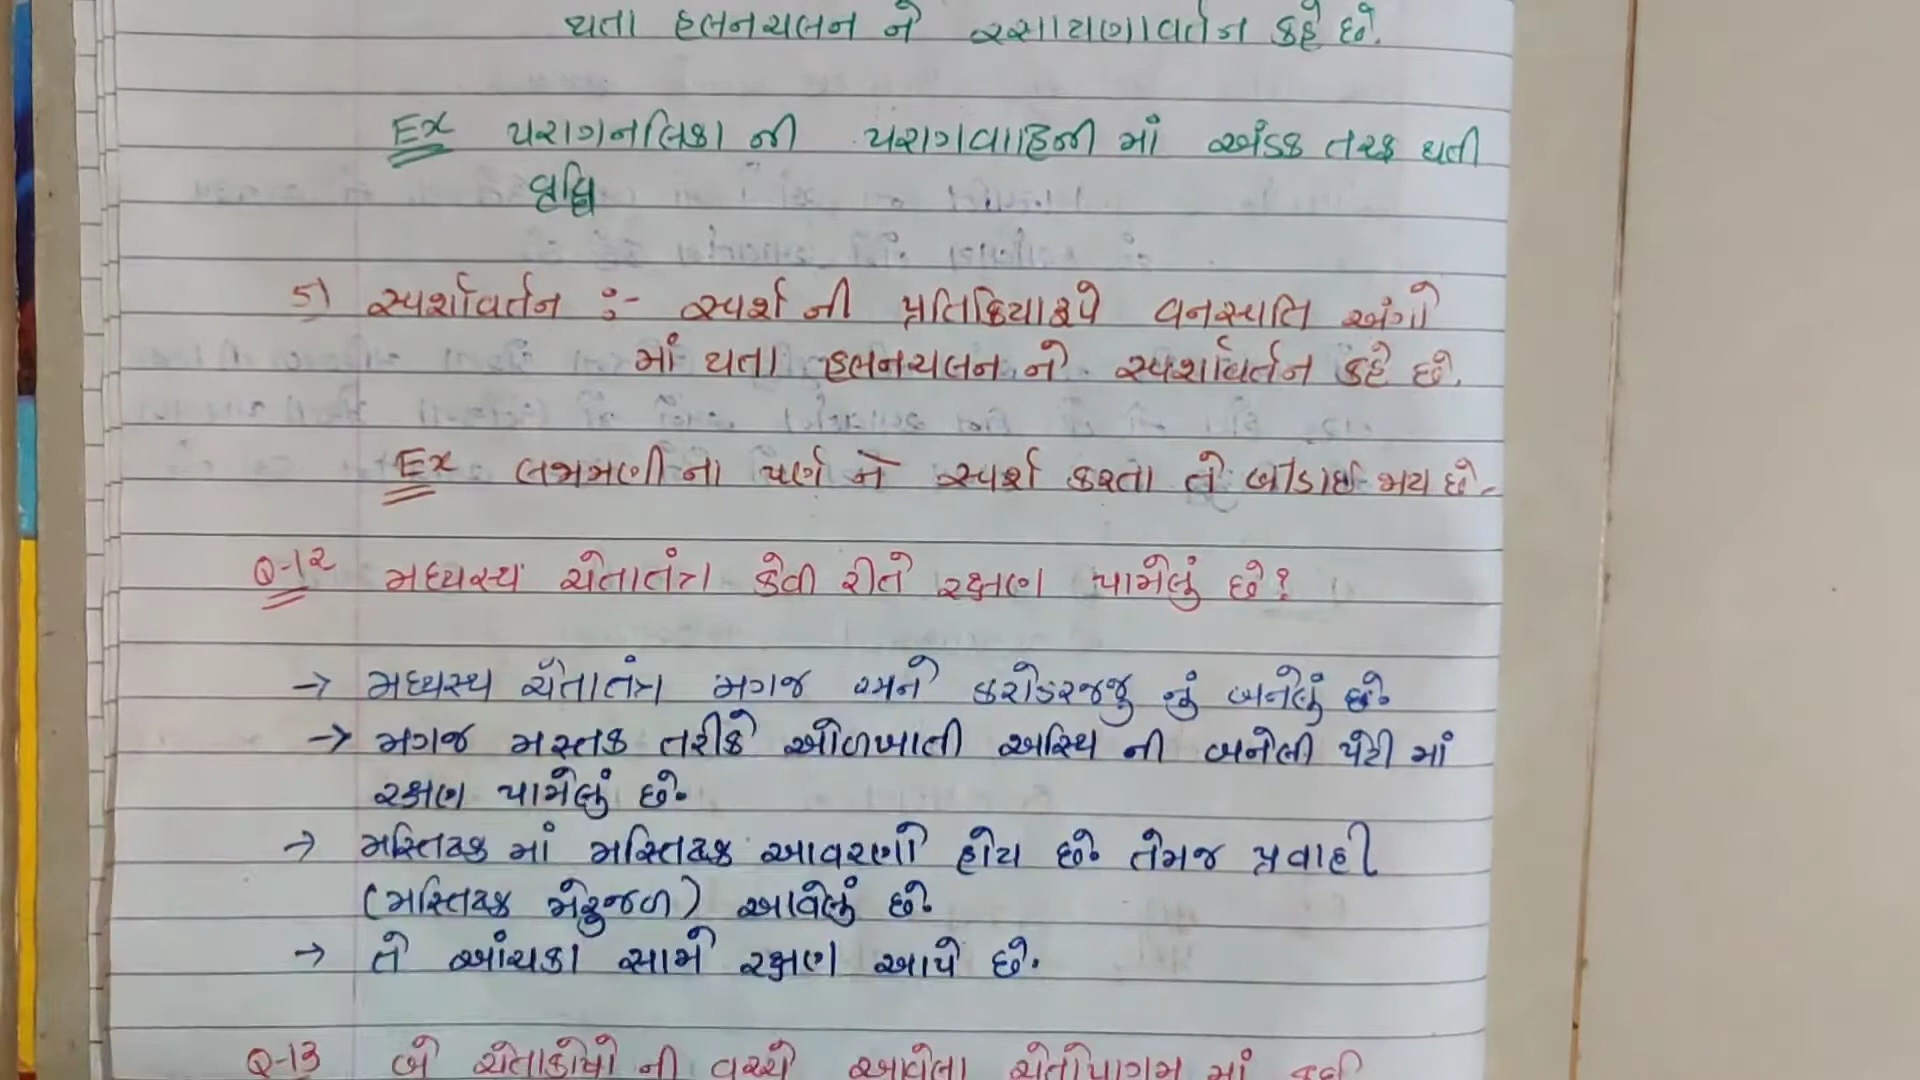 થતા હલનચલન ને રસાયણાવર્તન કહે છે.
Ex પરાગનલિકા ની પરાગવાહિની માં અંડક તરફ થતી
વૃદ્ધિ
5) સ્પર્શાવર્તન :- સ્પર્શ ની પ્રતિક્રિયારૂપે વનસ્પતિ અંગો
માં થતા હલનચલન ને સ્પર્શાવર્તન કહે છે.
Ex લજામણી ના પર્ણ ને સ્પર્શ કરતા તે બીડાઈ જાય છે.
Q-12 મધ્યસ્થ ચેતાતંત્ર કેવી રીતે રક્ષણ પામેલું છે?
→ મધ્યસ્થ ચેતાતંત્ર મગજ અને કરોડરજ્જુ નું બનેલું છે.
→ મગજ મસ્તક તરીકે ઓળખાતી અસ્થિ ની બનેલી પેટી માં
રક્ષણ પામેલું છે.
→ મસ્તિષ્ક માં મસ્તિષ્ક આવરણો હોય છે. તેમજ પ્રવાહી
(મસ્તિષ્ક મેરુજળ) આવેલું છે.
→ તે આંચકા સામે રક્ષણ આપે છે.
Q-13 બે ચેતાકોષો ની વચ્ચે આવેલા ચેતોપાગમ માં કઈ